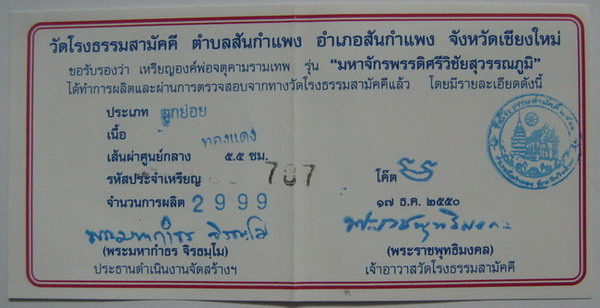 วัดโรงธรรมสามัคคี ตำบลสันกำแพง อำเภอสันกำแพง จังหวัดเชียงใหม่
ขอรับรองว่า เหรียญองค์พ่อจตุคามรามเทพ รุ่น "มหาจักรพรรดิศรีวิชัยสุวรรณภูมิ"
ได้ทำการผลิตและผ่านการตรวจสอบจากทางวัดโรงธรรมสามัคคีแล้ว โดยมีรายละเอียดดังนี้
ประเภท ลูกย่อย
เนื้อ ทองแดง
เส้นผ่าศูนย์กลาง ๕.๕ ซม.
รหัสประจำเหรียญ 707 โค๊ต
จำนวนการผลิต 2999 ๑๗ ธ.ค. ๒๕๕๐
พระมหากำธร จิรธมฺโม
(พระมหากำธร จิรธมฺโม) (พระราชพุทธิมงคล)
ประธานดำเนินงานจัดสร้างฯ เจ้าอาวาสวัดโรงธรรมสามัคคี